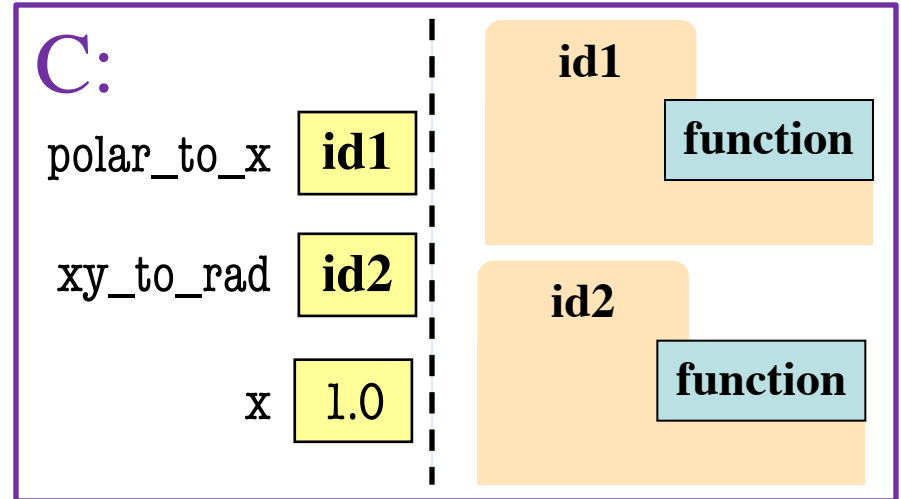 C:
polar_to_x id1
xy_to_rad id2
x 1.0
id1
function
id2
function